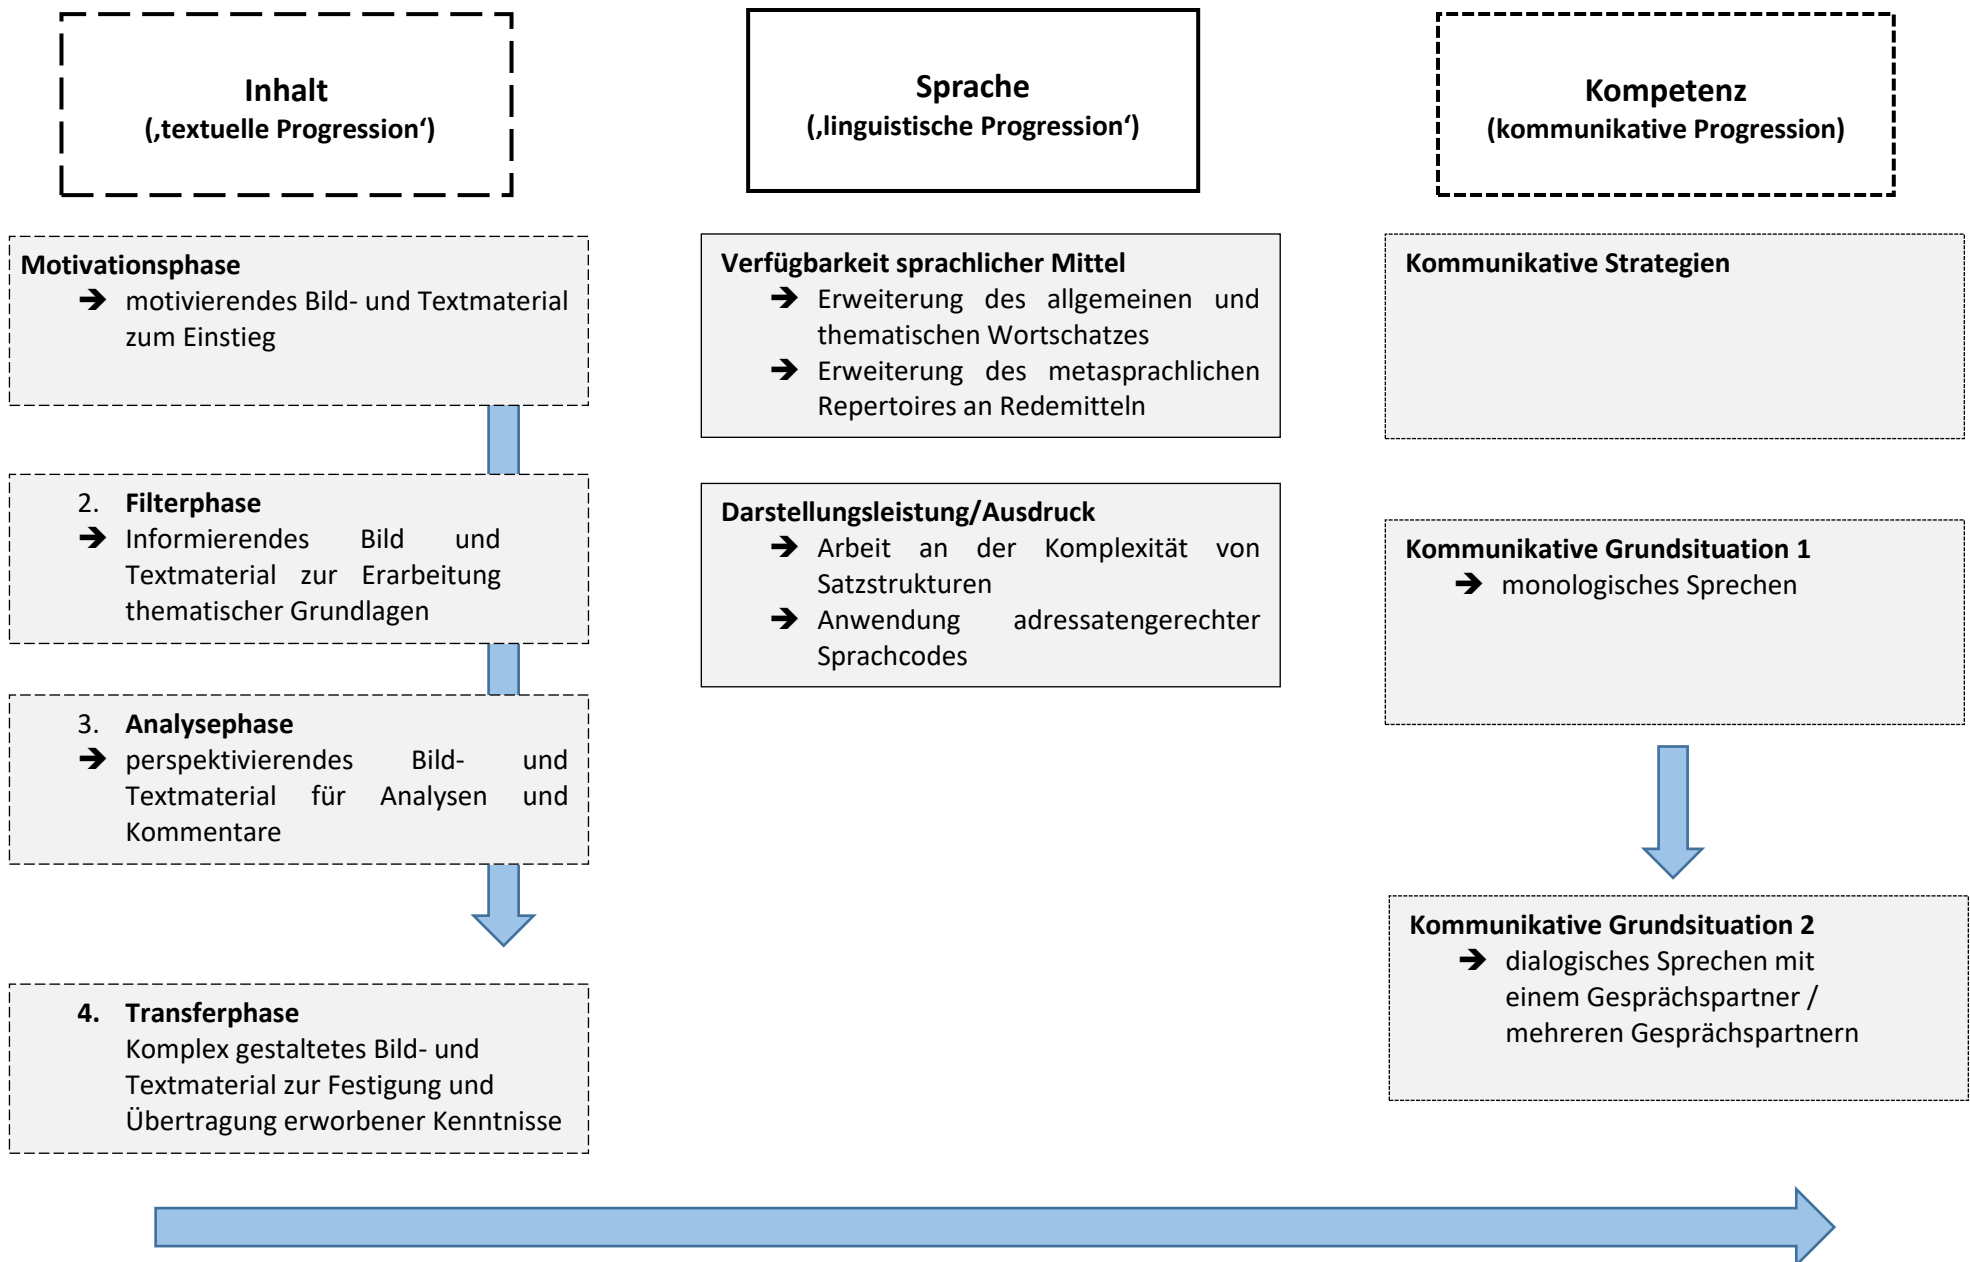 Inhalt
(‚textuelle Progression‘)
Motivationsphase
➔ motivierendes Bild- und Textmaterial
zum Einstieg
2. Filterphase
➔ Informierendes Bild und
Textmaterial zur Erarbeitung
thematischer Grundlagen
3. Analysephase
➔ perspektivierendes Bild- und
Textmaterial für Analysen und
Kommentare
4. Transferphase
Komplex gestaltetes Bild- und
Textmaterial zur Festigung und
Übertragung erworbener Kenntnisse
Sprache
(‚linguistische Progression‘)
Verfügbarkeit sprachlicher Mittel
➔ Erweiterung des allgemeinen und
thematischen Wortschatzes
➔ Erweiterung des metasprachlichen
Repertoires an Redemitteln
Darstellungsleistung/Ausdruck
➔ Arbeit an der Komplexität von
Satzstrukturen
➔ Anwendung adressatengerechter
Sprachcodes
Kompetenz
(kommunikative Progression)
Kommunikative Strategien
Kommunikative Grundsituation 1
➔ monologisches Sprechen
Kommunikative Grundsituation 2
➔ dialogisches Sprechen mit
einem Gesprächspartner /
mehreren Gesprächspartnern